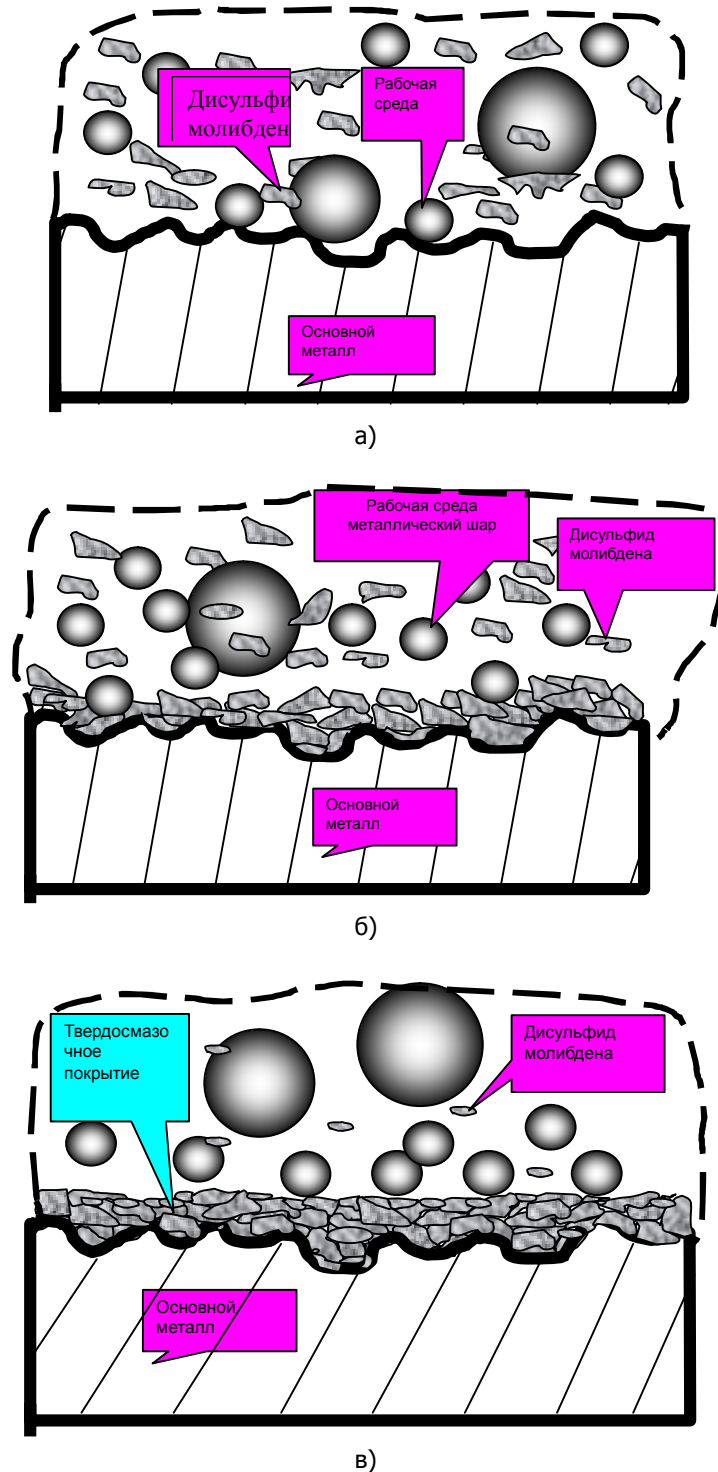 Дисульфи
молибден
Рабочая
среда
Основной
металл
а)
Рабочая среда
металлический шар
Дисульфид
молибдена
Основной
металл
б)
Твердосмазо
чное
покрытие
Дисульфид
молибдена
Основной
металл
в)